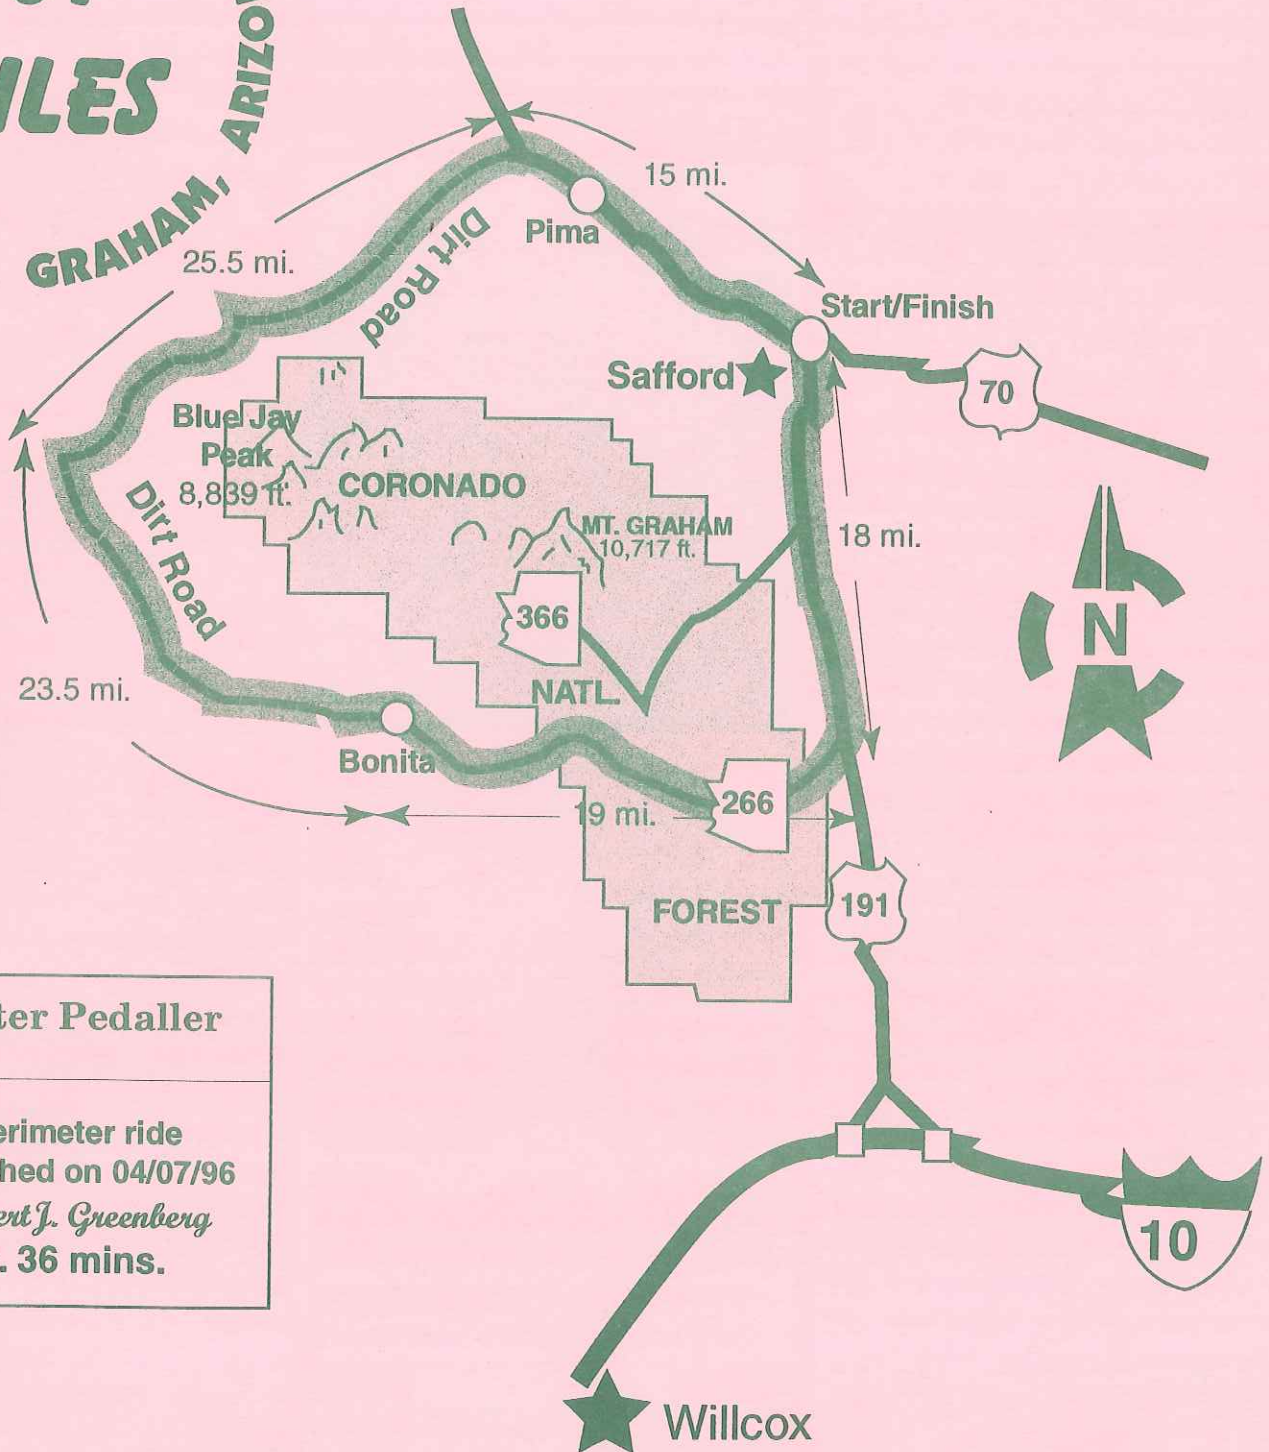 GRAHAM, ARIZO
15 mi.
Pima
Dirt Road
25.5 mi.
Start/Finish
Safford
70
Blue Jay
Peak
8,839 ft.
CORONADO
MT. GRAHAM
10,717 ft.
18 mi.
Dirt Road
366
N
NATL.
23.5 mi.
Bonita
19 mi.
266
FOREST
191
ter Pedaller
erimeter ride
hed on 04/07/96
ert J. Greenberg
. 36 mins.
10
Willcox